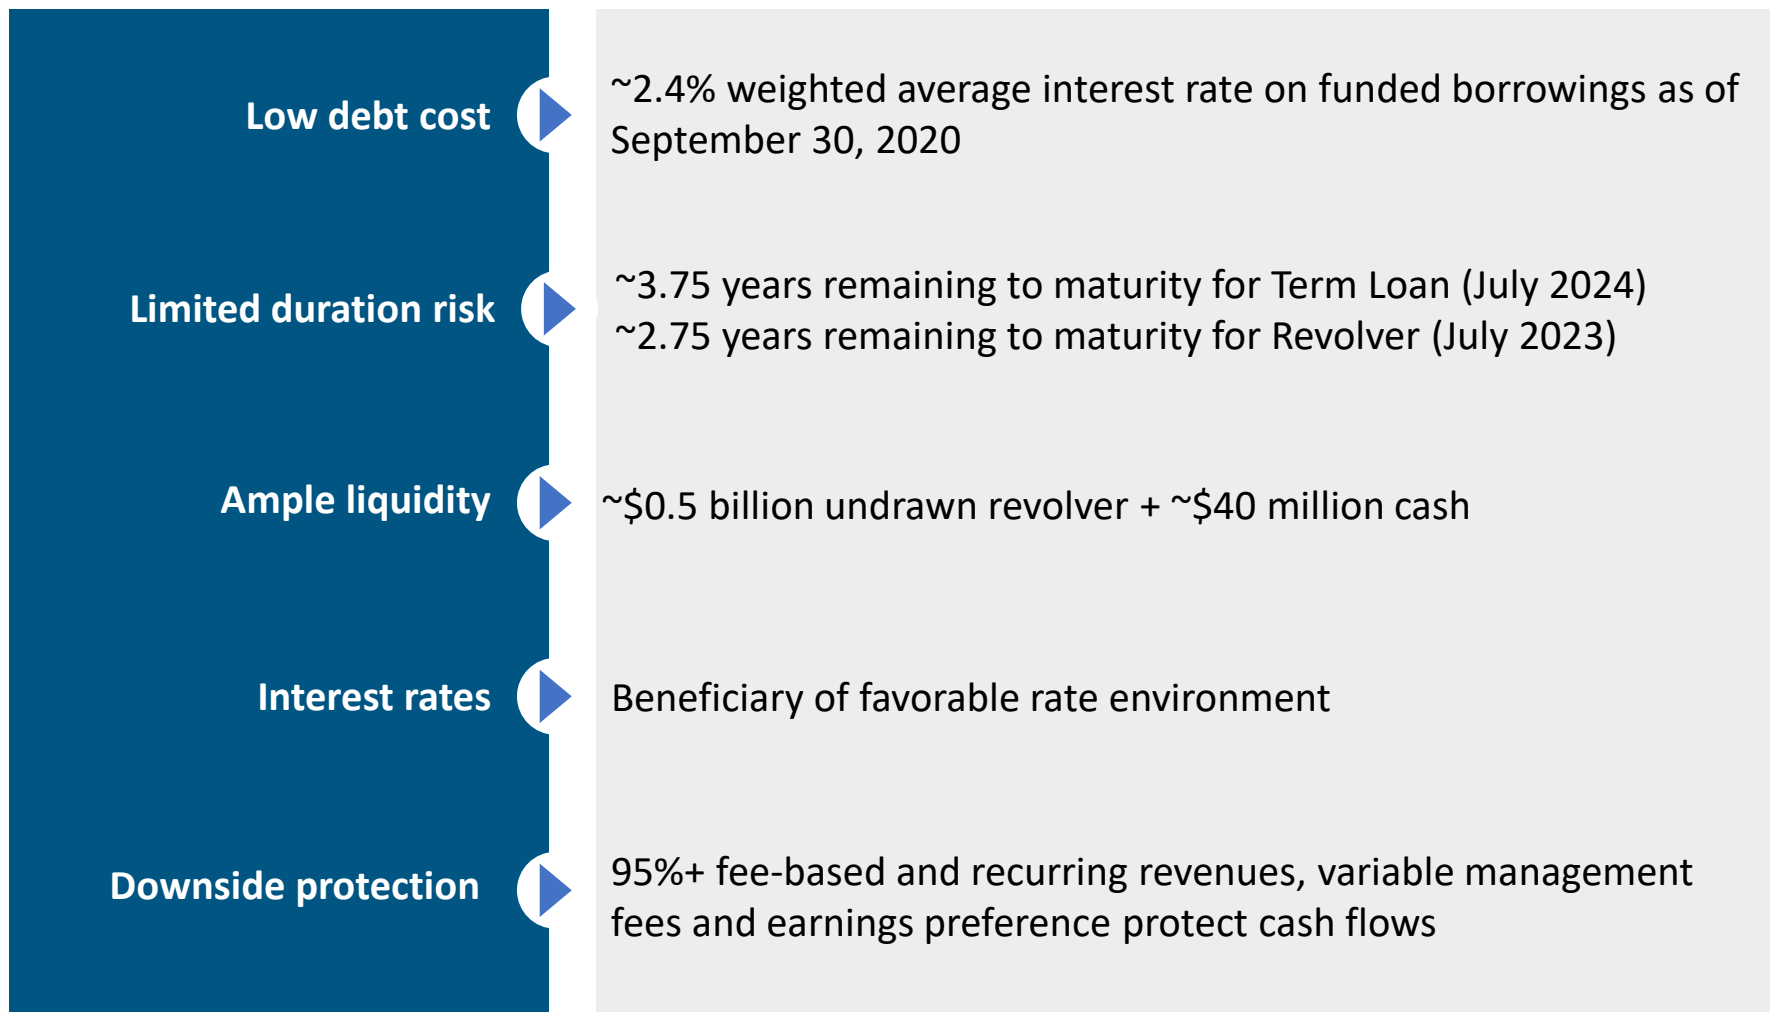 Low debt cost
~2.4% weighted average interest rate on funded borrowings as of
September 30, 2020
Limited duration risk
~3.75 years remaining to maturity for Term Loan (July 2024)
~2.75 years remaining to maturity for Revolver (July 2023)
Ample liquidity
~$0.5 billion undrawn revolver + ~$40 million cash
Interest rates
Beneficiary of favorable rate environment
Downside protection
95%+ fee-based and recurring revenues, variable management
fees and earnings preference protect cash flows